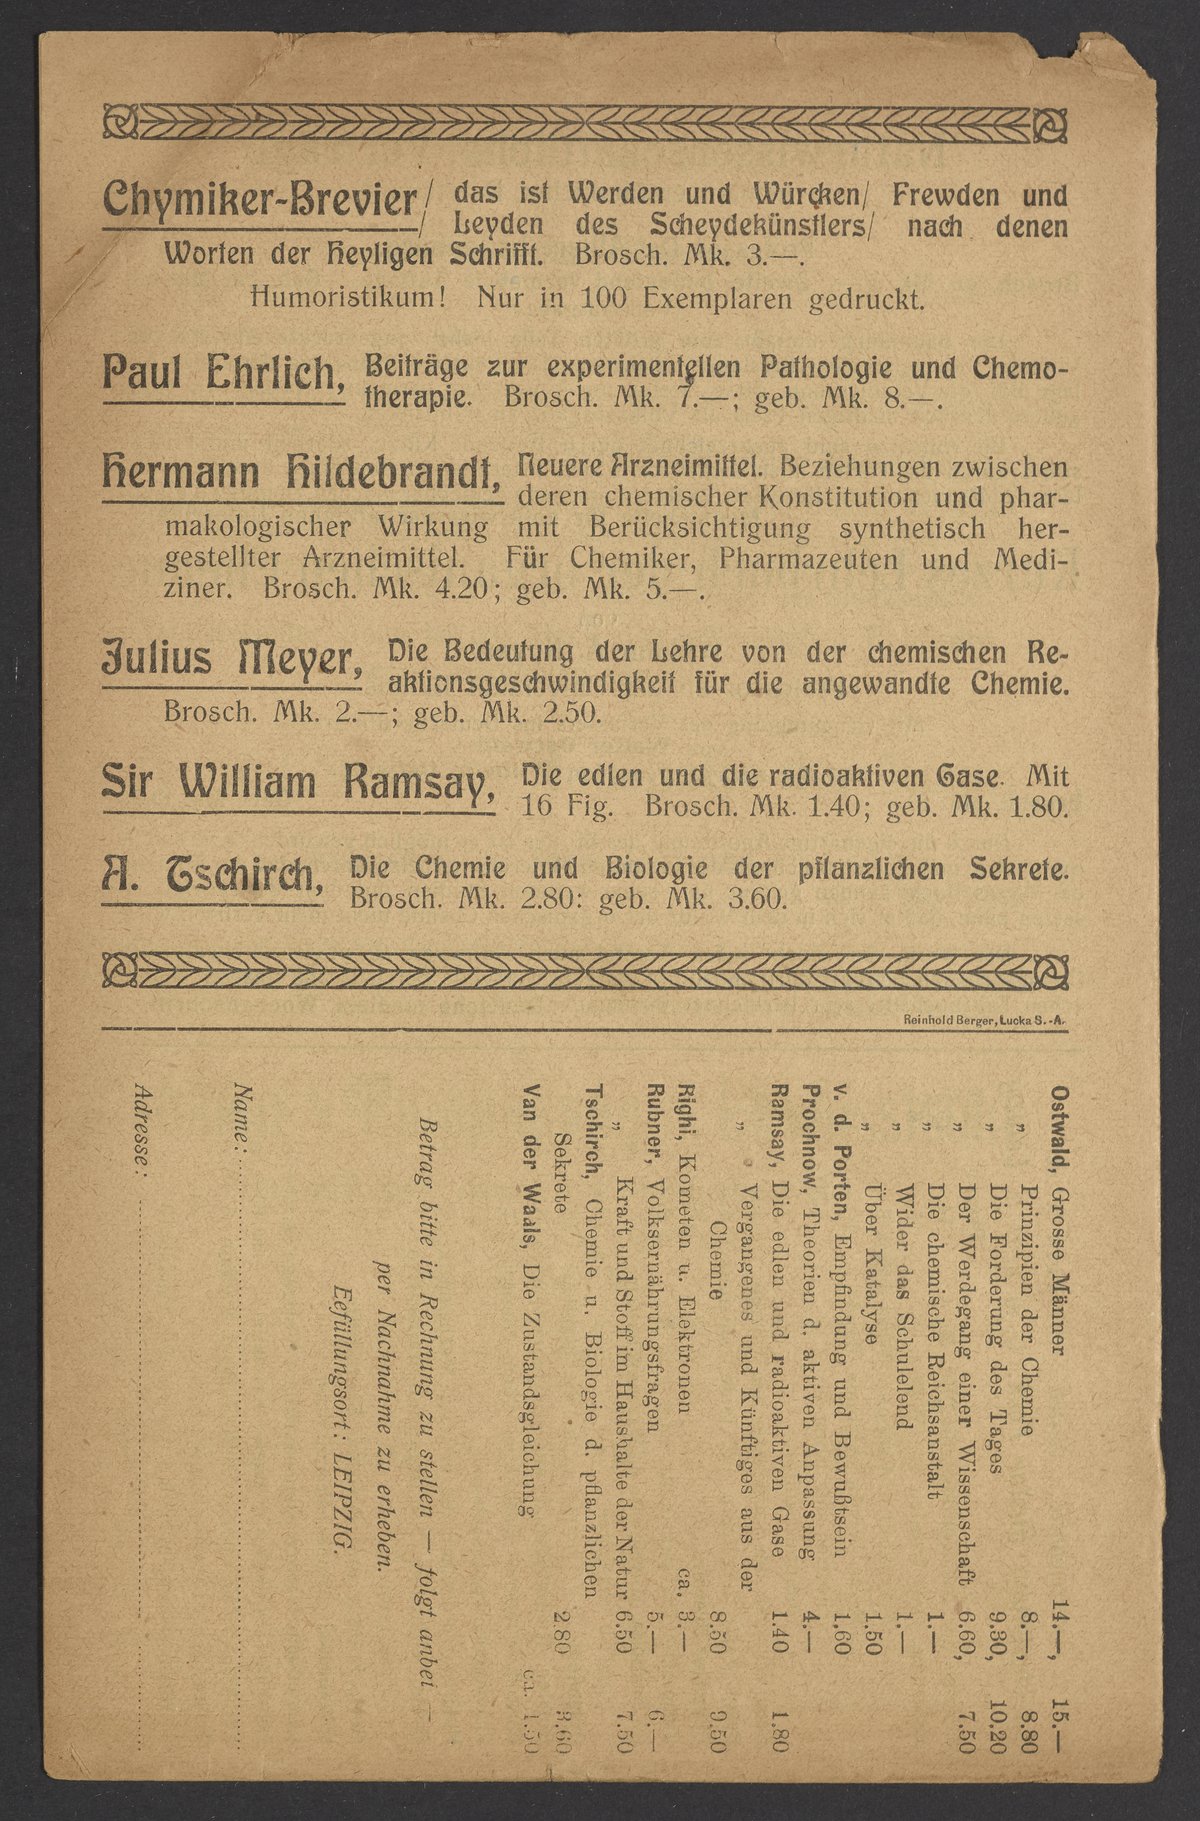 Chymiker-Brevier/ das ist Werden und Würcken/ Frewden und
/ Leyden des Scheydekünstlers/ nach denen
Worten der Heyligen Schrifft. Brosch. Mk. 3.—.
Humoristikum! Nur in 100 Exemplaren gedruckt.
Paul Ehrlich, Beiträge zur experimentellen Pathologie und Chemo-
therapie. Brosch. Mk. 7.—; geb. Mk. 8.—.
Hermann Hildebrandt, Neuere Arzneimittel. Beziehungen zwischen
deren chemischer Konstitution und phar-
makologischer Wirkung mit Berücksichtigung synthetisch her-
gestellter Arzneimittel. Für Chemiker, Pharmazeuten und Medi-
ziner. Brosch. Mk. 4.20; geb. Mk. 5.—.
Julius Meyer, Die Bedeutung der Lehre von der chemischen Re-
aktionsgeschwindigkeit für die angewandte Chemie.
Brosch. Mk. 2.—; geb. Mk. 2.50.
Sir William Ramsay, Die edlen und die radioaktiven Gase. Mit
16 Fig. Brosch. Mk. 1.40; geb. Mk. 1.80.
A. Tschirch, Die Chemie und Biologie der pflanzlichen Sekrete.
Brosch. Mk. 2.80: geb. Mk. 3.60.
Reinhold Berger, Lucka S.-A.
Ostwald, Grosse Männer 14.—, 15.—
„ Prinzipien der Chemie 8.—, 8.80
„ Die Forderung des Tages 9.30, 10.20
„ Der Werdegang einer Wissenschaft 6.60, 7.50
„ Die chemische Reichsanstalt 1.—
„ Wider das Schulelend 1.—
„ Über Katalyse 1.50
v. d. Porten, Empfindung und Bewußtsein 1.60
Prochnow, Theorien d. aktiven Anpassung 4.—
Ramsay, Die edlen und radioaktiven Gase 1.40 1.80
„ Vergangenes und Künftiges aus der
Chemie 8.50 9.50
Righi, Kometen u. Elektronen ca. 3.—
Rubner, Volksernährungsfragen 5.— 6.—
„ Kraft und Stoff im Haushalte der Natur 6.50 7.50
Tschirch, Chemie u. Biologie d. pflanzlichen
Sekrete 2.80 3.60
Van der Waals, Die Zustandsgleichung ca. 1.50
Betrag bitte in Rechnung zu stellen — folgt anbei —
per Nachnahme zu erheben.
Eefüllungsort: LEIPZIG.
Name:
Adresse: